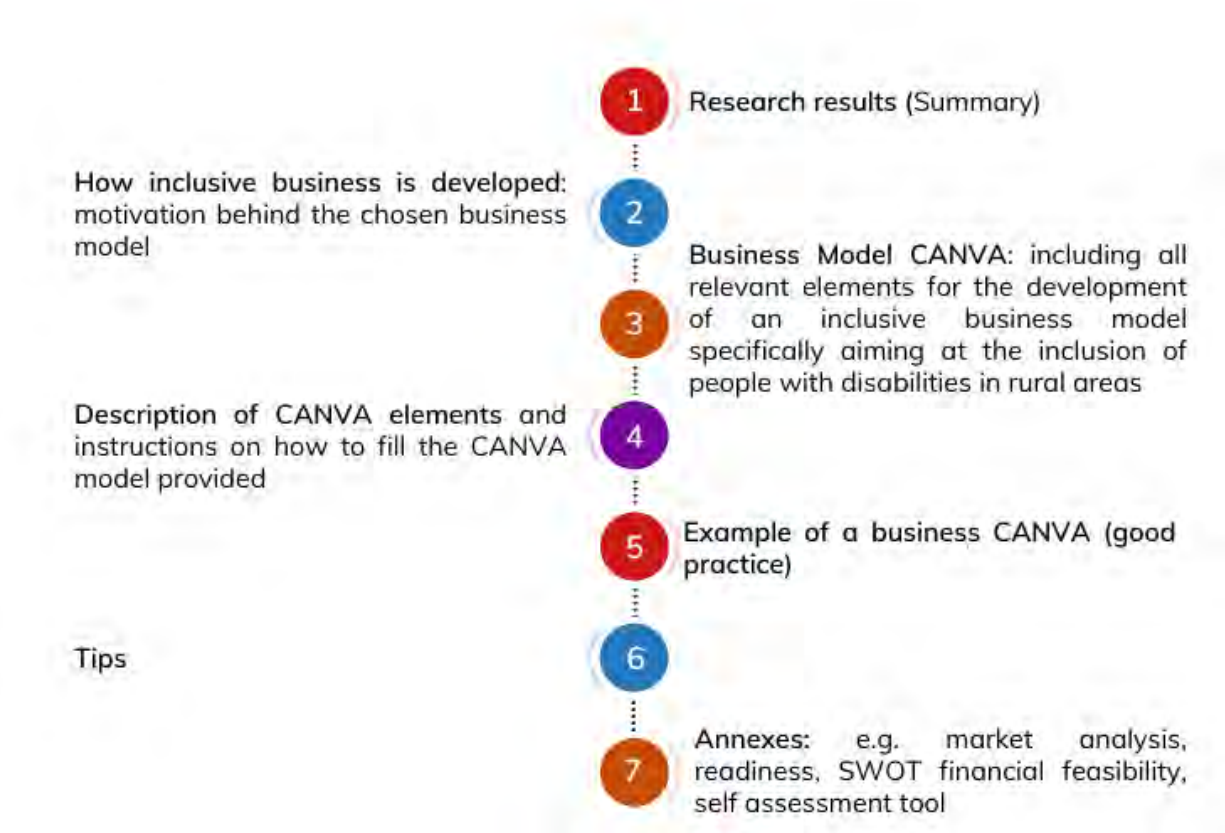 1
Research results (Summary)
2
How inclusive business is developed:
motivation behind the chosen business
model
3
Business Model CANVA: including all
relevant elements for the development
of an inclusive business model
specifically aiming at the inclusion of
people with disabilities in rural areas
4
Description of CANVA elements and
instructions on how to fill the CANVA
model provided
5
Example of a business CANVA (good
practice)
6
Tips
7
Annexes: e.g. market analysis,
readiness, SWOT financial feasibility,
self assessment tool